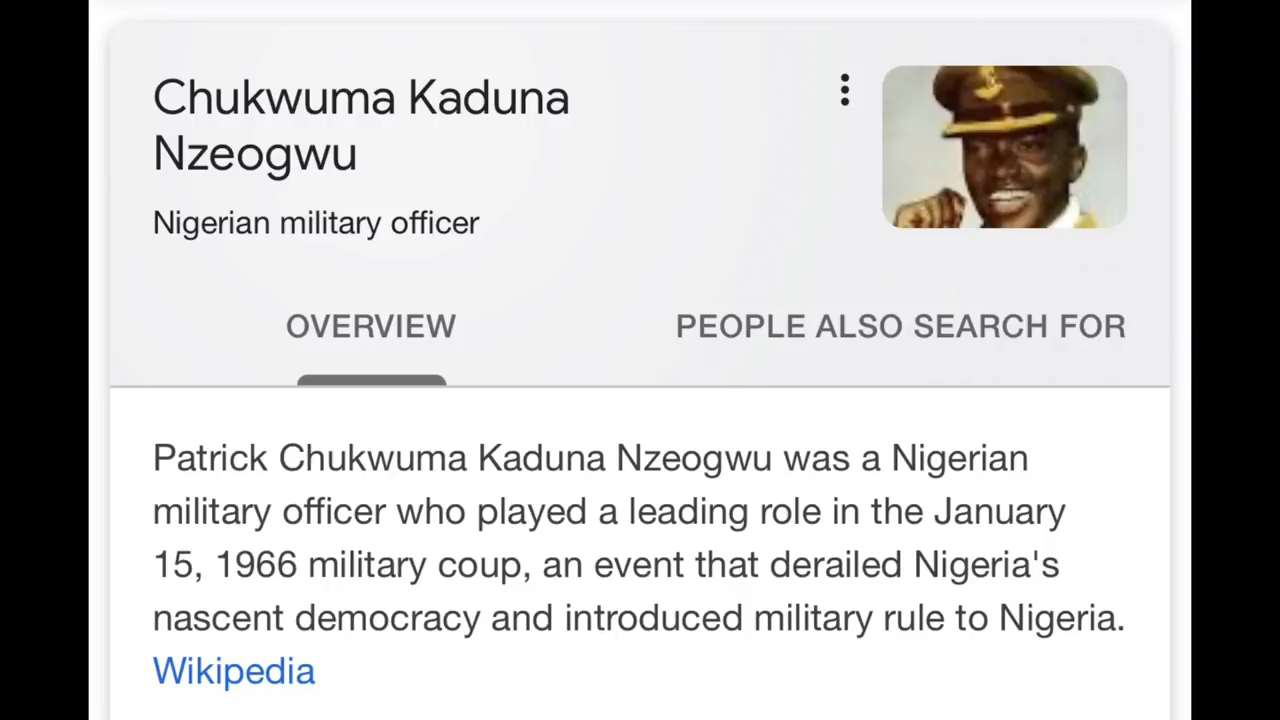 Chukwuma Kaduna
Nzeogwu
Nigerian military officer
OVERVIEW
PEOPLE ALSO SEARCH FOR
Patrick Chukwuma Kaduna Nzeogwu was a Nigerian
military officer who played a leading role in the January
15, 1966 military coup, an event that derailed Nigeria's
nascent democracy and introduced military rule to Nigeria.
Wikipedia